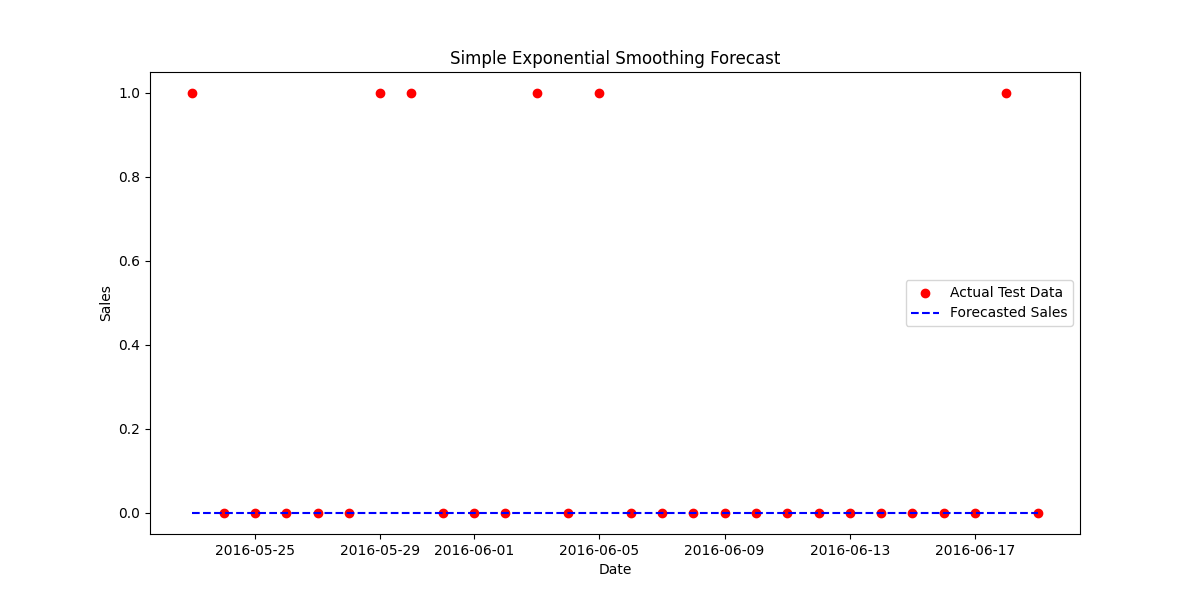 Simple Exponential Smoothing Forecast
1.0
0.8
0.6
0.4
0.2
0.0
Sales
Actual Test Data
Forecasted Sales
2016-05-25 2016-05-29 2016-06-01 2016-06-05 2016-06-09 2016-06-13 2016-06-17
Date